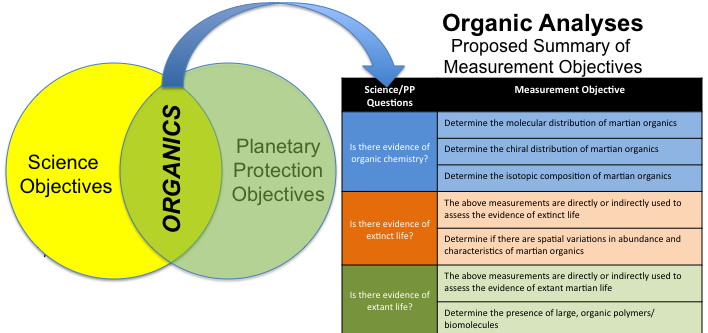 Organic Analyses
Proposed Summary of
Measurement Objectives
Science
Objectives
ORGANICS
Planetary
Protection
Objectives
Science/PP
Questions
Measurement Objective
Is there evidence of
organic chemistry?
Determine the molecular distribution of martian organics
Determine the chiral distribution of martian organics
Determine the isotopic composition of martian organics
Is there evidence of
extinct life?
The above measurements are directly or indirectly used to
assess the evidence of extinct life
Determine if there are spatial variations in abundance and
characteristics of martian organics
Is there evidence of
extant life?
The above measurements are directly or indirectly used to
assess the evidence of extant martian life
Determine the presence of large, organic polymers/
biomolecules